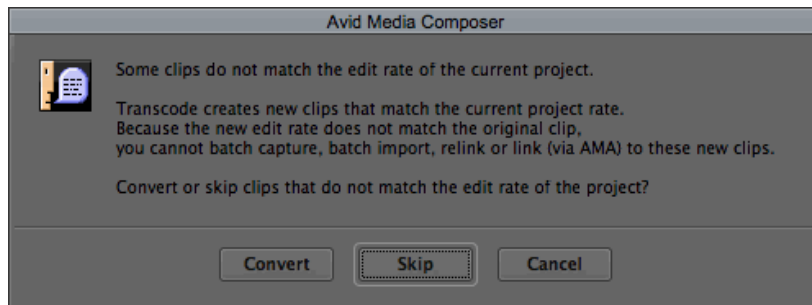 Avid Media Composer
Some clips do not match the edit rate of the current project.
Transcode creates new clips that match the current project rate.
Because the new edit rate does not match the original clip,
you cannot batch capture, batch import, relink or link (via AMA) to these new clips.
Convert or skip clips that do not match the edit rate of the project?
Convert Skip Cancel